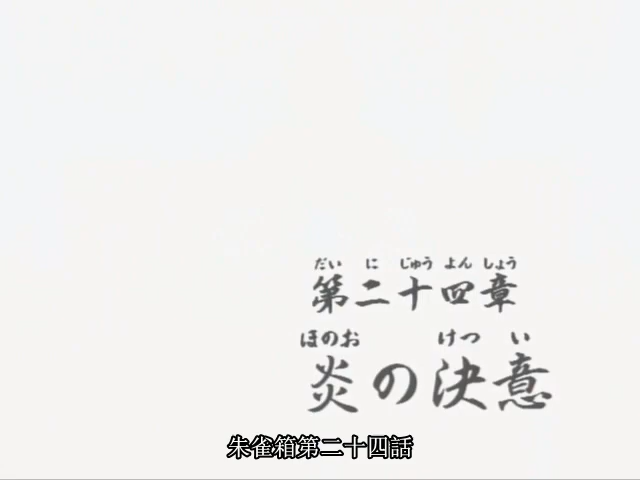 だい に じゅう よん しょう
第二十四章
ほのお けつ い
炎の決意
朱雀箱第二十四話